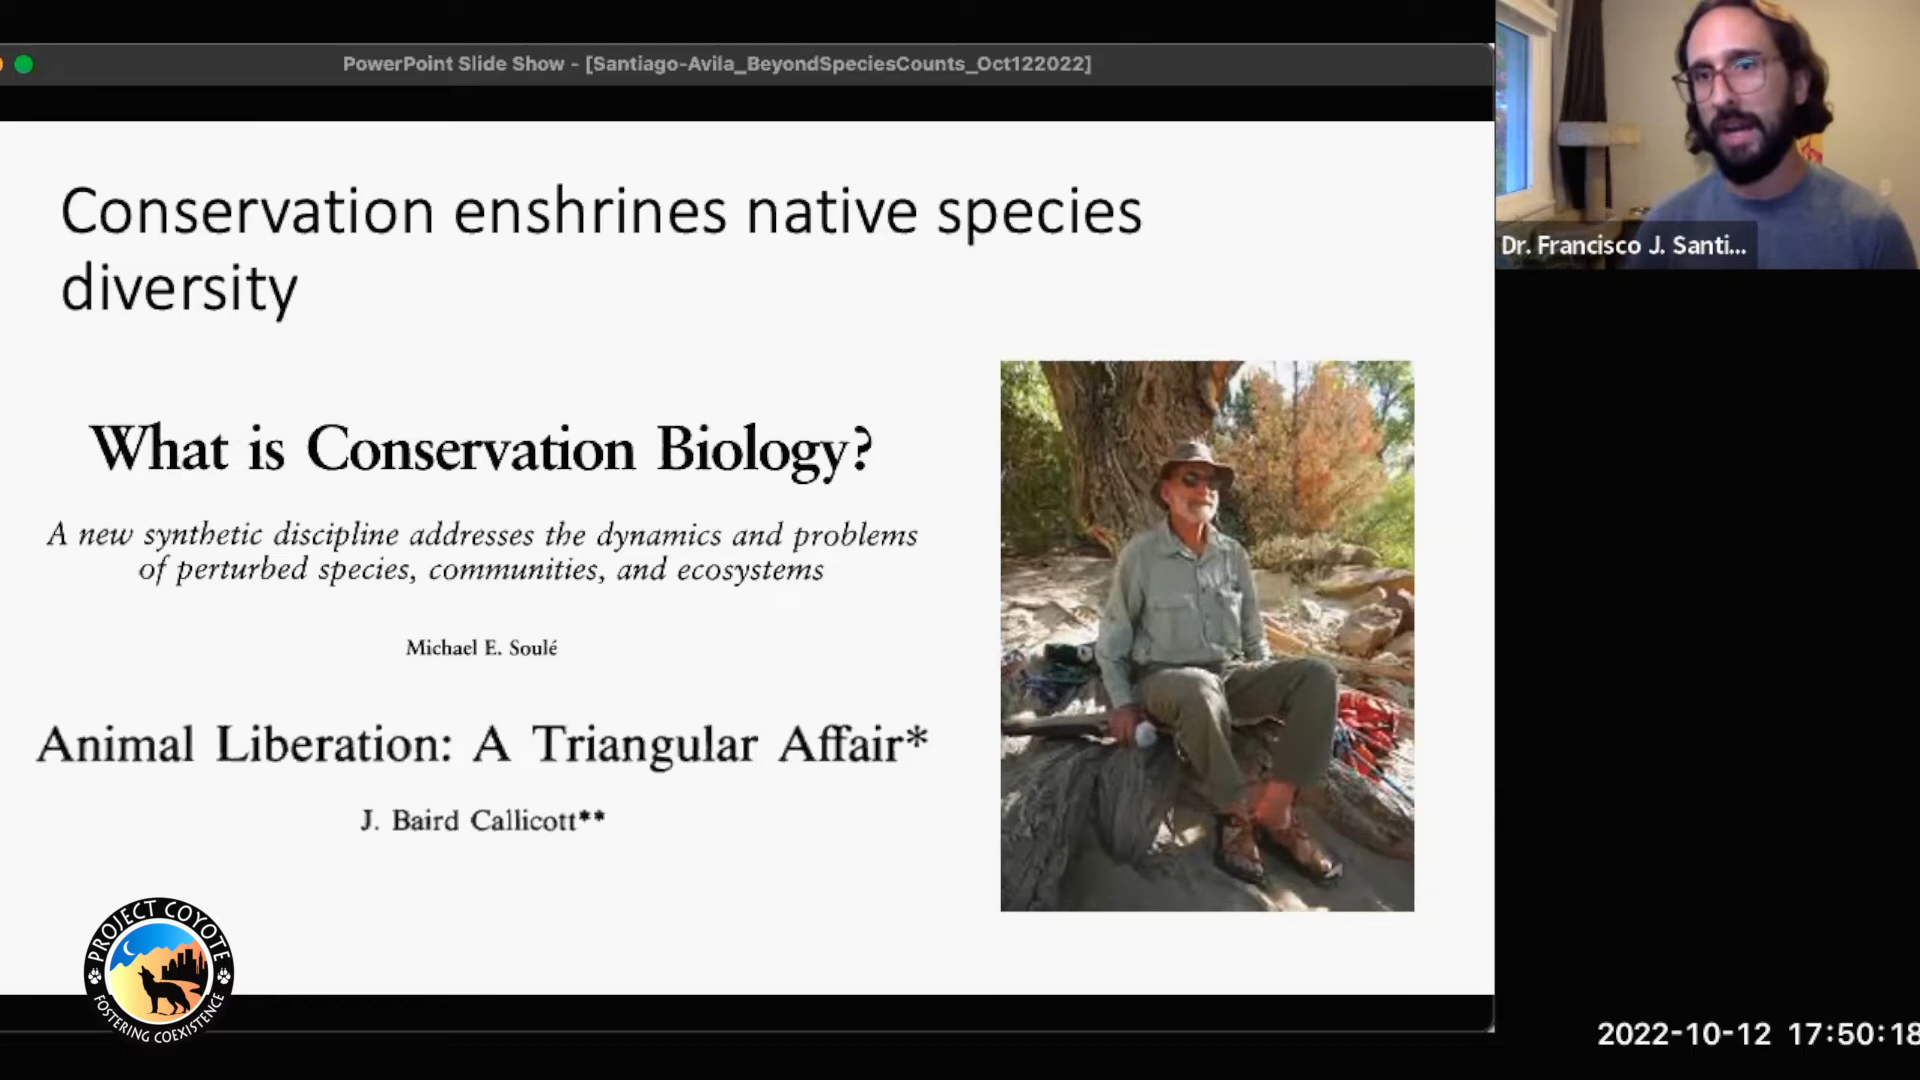 PowerPoint Slide Show - [Santiago-Avila_BeyondSpeciesCounts_Oct122022]
Conservation enshrines native species
diversity
What is Conservation Biology?
A new synthetic discipline addresses the dynamics and problems
of perturbed species, communities, and ecosystems
Michael E. Soulé
Animal Liberation: A Triangular Affair*
J. Baird Callicott**
PROJECT COYOTE
FOSTERING COEXISTENCE
Dr. Francisco J. Santi...
2022-10-12 17:50:18